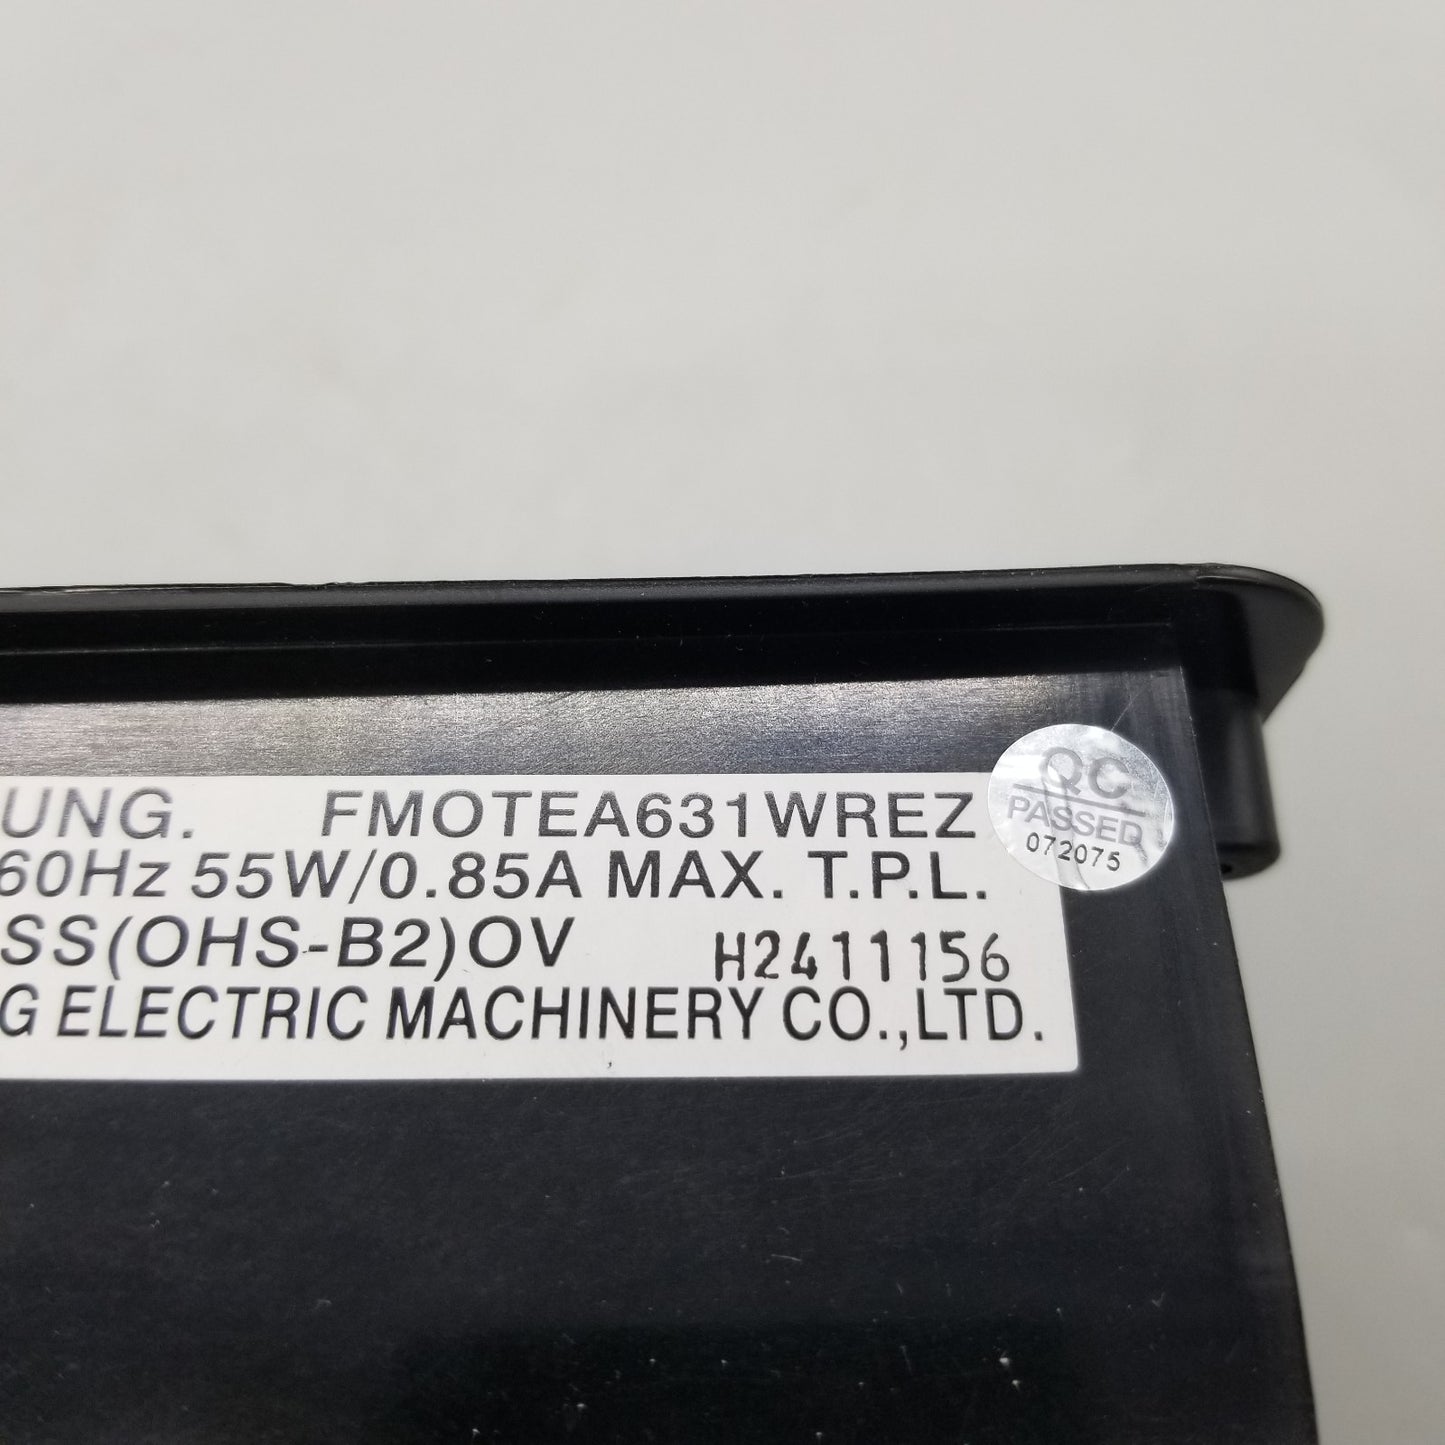 UNG. FMOTEA631WREZ
60Hz 55W/0.85A MAX. T.P.L.
SS(OHS-B2)OV H2411156
G ELECTRIC MACHINERY CO.,LTD.
QC
PASSED
072075